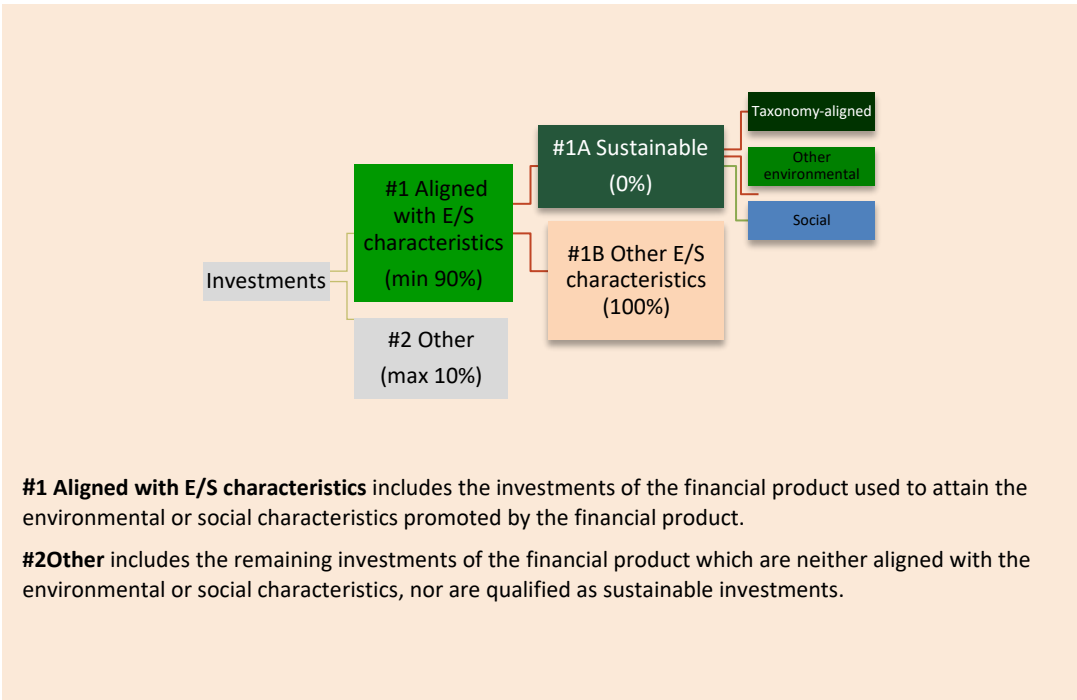 Investments
#1 Aligned
with E/S
characteristics
(min 90%)
#2 Other
(max 10%)
#1A Sustainable
(0%)
#1B Other E/S
characteristics
(100%)
Taxonomy-aligned
Other
environmental
Social
#1 Aligned with E/S characteristics includes the investments of the financial product used to attain the
environmental or social characteristics promoted by the financial product.
#2Other includes the remaining investments of the financial product which are neither aligned with the
environmental or social characteristics, nor are qualified as sustainable investments.